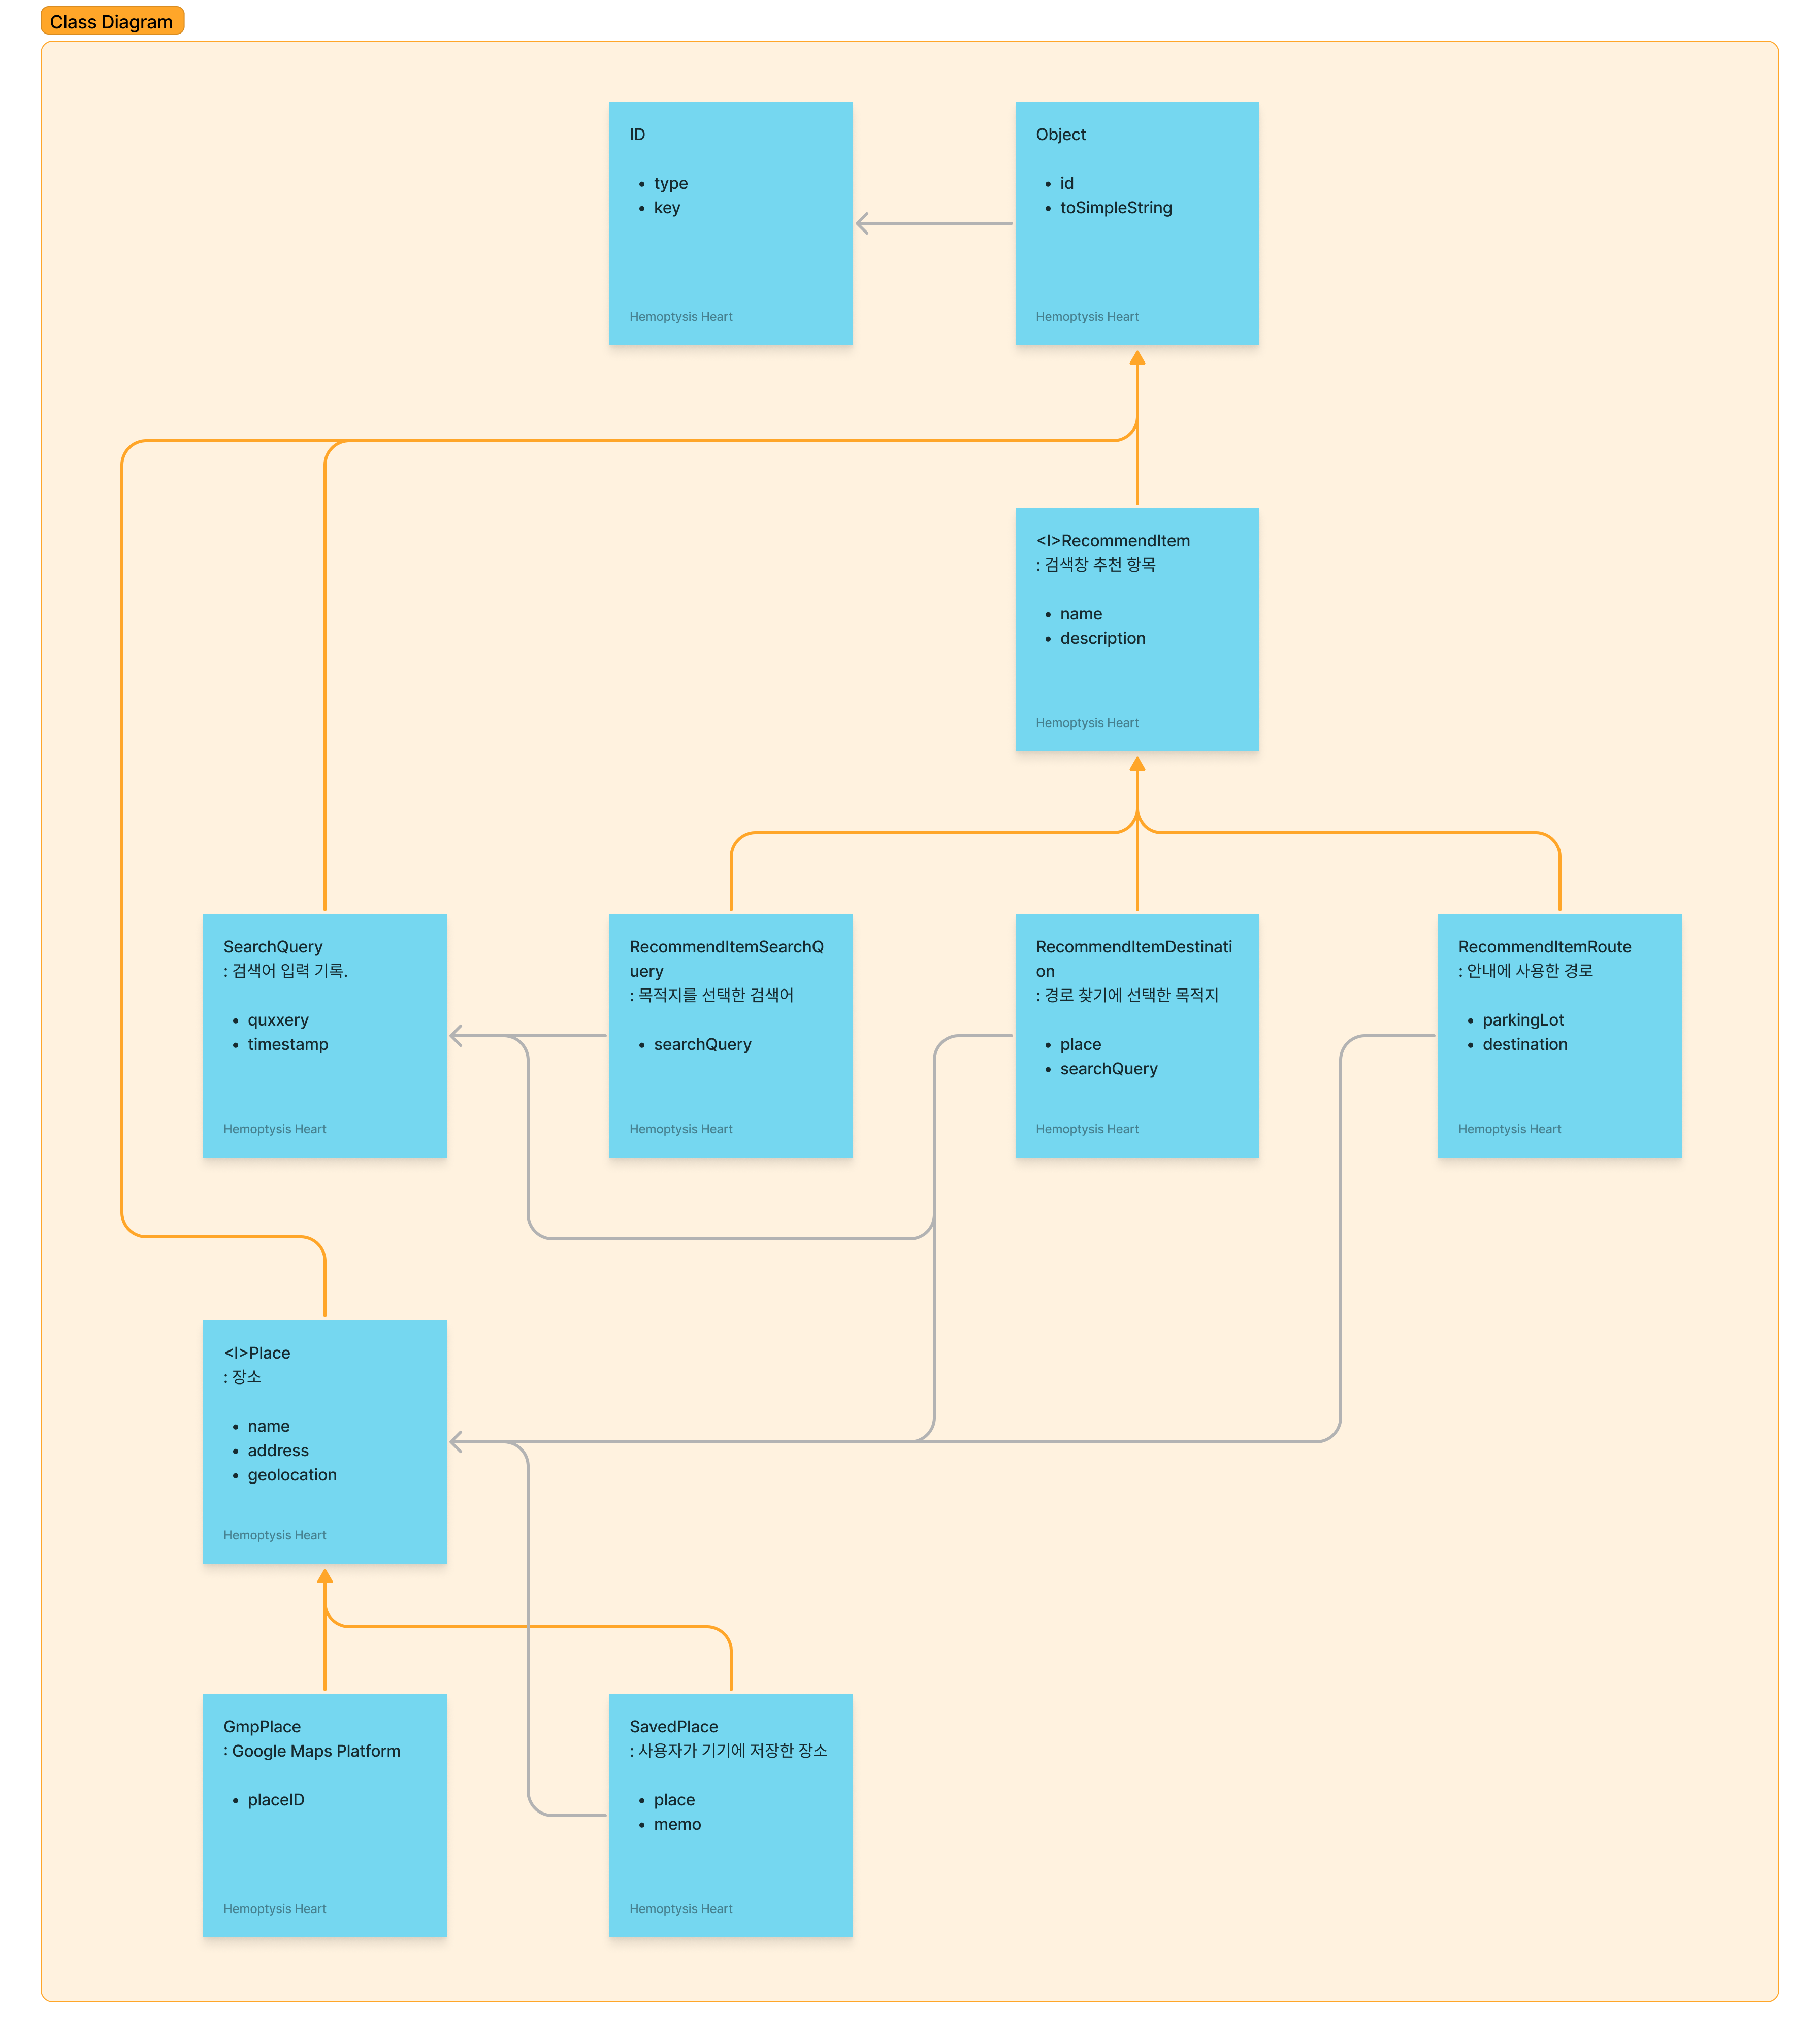 Class Diagram
ID
• type
• key
Hemoptysis Heart
Object
• id
• toSimpleString
Hemoptysis Heart
<I>RecommendItem
: 검색창 추천 항목
• name
• description
Hemoptysis Heart
SearchQuery
: 검색어 입력 기록.
• quxxery
• timestamp
Hemoptysis Heart
RecommendItemSearchQ
uery
: 목적지를 선택한 검색어
• searchQuery
Hemoptysis Heart
RecommendItemDestinati
on
: 경로 찾기에 선택한 목적지
• place
• searchQuery
Hemoptysis Heart
RecommendItemRoute
: 안내에 사용한 경로
• parkingLot
• destination
Hemoptysis Heart
<I>Place
: 장소
• name
• address
• geolocation
Hemoptysis Heart
GmpPlace
: Google Maps Platform
• placeID
Hemoptysis Heart
SavedPlace
: 사용자가 기기에 저장한 장소
• place
• memo
Hemoptysis Heart